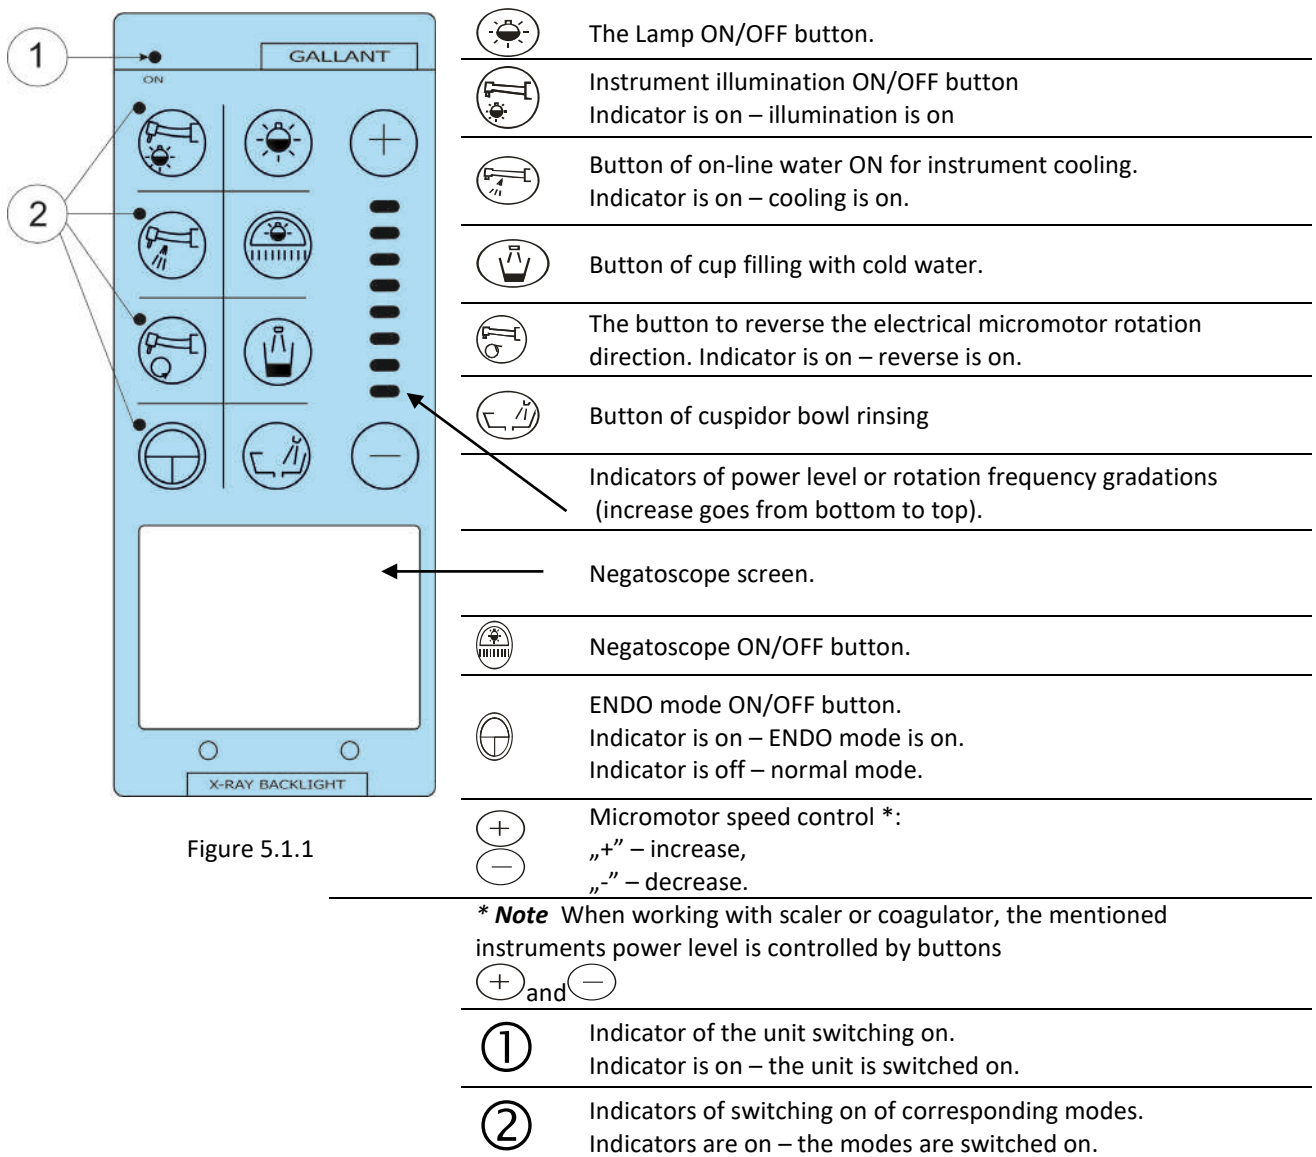 1
GALLANT
ON
2
X-RAY BACKLIGHT
Figure 5.1.1
The Lamp ON/OFF button.
Instrument illumination ON/OFF button
Indicator is on – illumination is on
Button of on-line water ON for instrument cooling.
Indicator is on – cooling is on.
Button of cup filling with cold water.
The button to reverse the electrical micromotor rotation
direction. Indicator is on – reverse is on.
Button of cuspidor bowl rinsing
Indicators of power level or rotation frequency gradations
(increase goes from bottom to top).
Negatoscope screen.
Negatoscope ON/OFF button.
ENDO mode ON/OFF button.
Indicator is on – ENDO mode is on.
Indicator is off – normal mode.
Micromotor speed control *:
„+” – increase,
„-” – decrease.
* Note When working with scaler or coagulator, the mentioned
instruments power level is controlled by buttons
+ and −
① Indicator of the unit switching on.
Indicator is on – the unit is switched on.
② Indicators of switching on of corresponding modes.
Indicators are on – the modes are switched on.